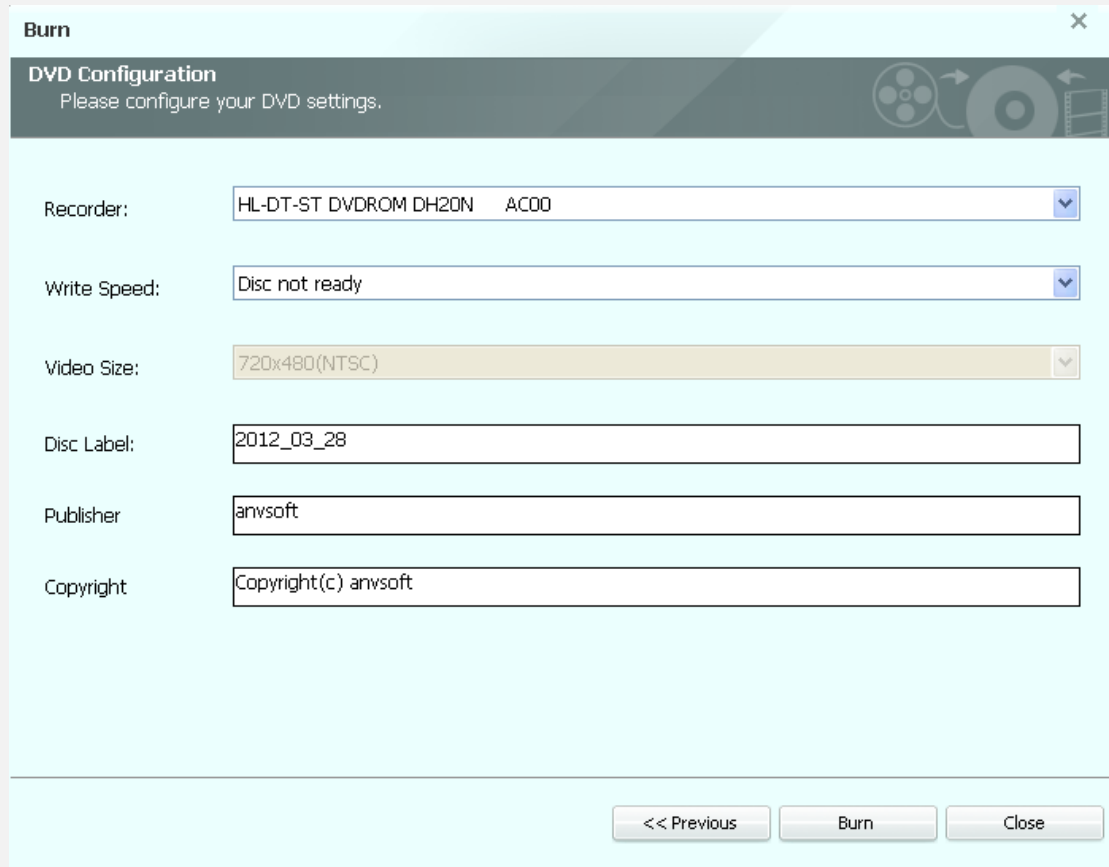 Burn
DVD Configuration
Please configure your DVD settings.
Recorder:
HL-DT-ST DVDROM DH20N AC00
Write Speed:
Disc not ready
Video Size:
720x480(NTSC)
Disc Label:
2012_03_28
Publisher
anvsoft
Copyright
Copyright(c) anvsoft
<< Previous
Burn
Close